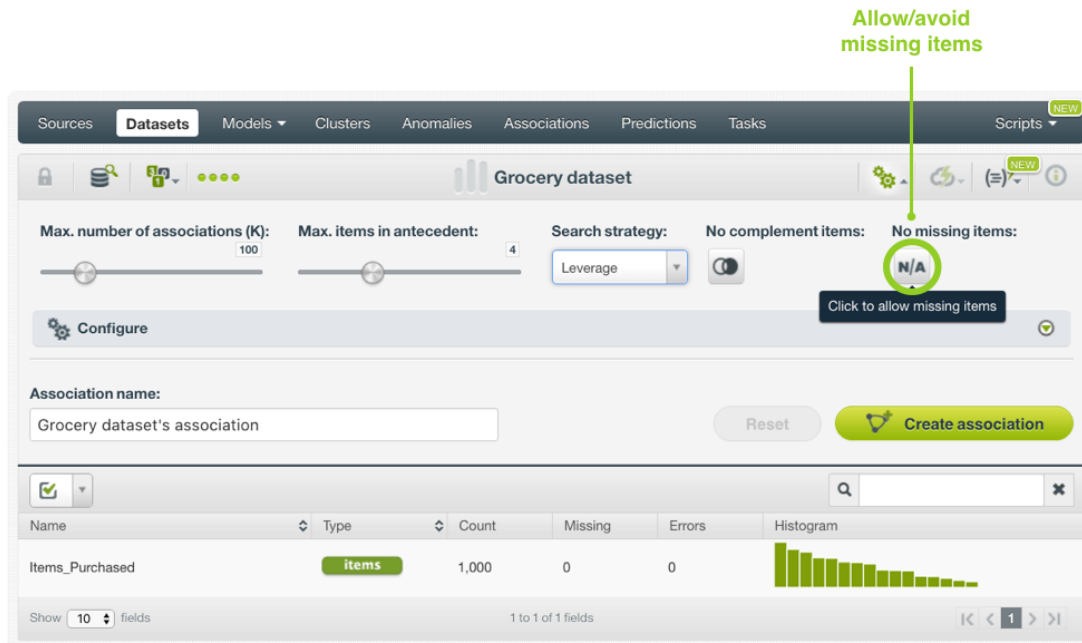 Allow/avoid
missing items
NEW
Sources Datasets Models Clusters Anomalies Associations Predictions Tasks Scripts
NEW
Grocery dataset
Max. number of associations (K): Max. items in antecedent: Search strategy: No complement items: No missing items:
100 4
Leverage N/A
Click to allow missing items
Configure
Association name:
Grocery dataset's association Reset Create association
Name Type Count Missing Errors Histogram
Items_Purchased items 1,000 0 0
Show 10 fields 1 to 1 of 1 fields 1